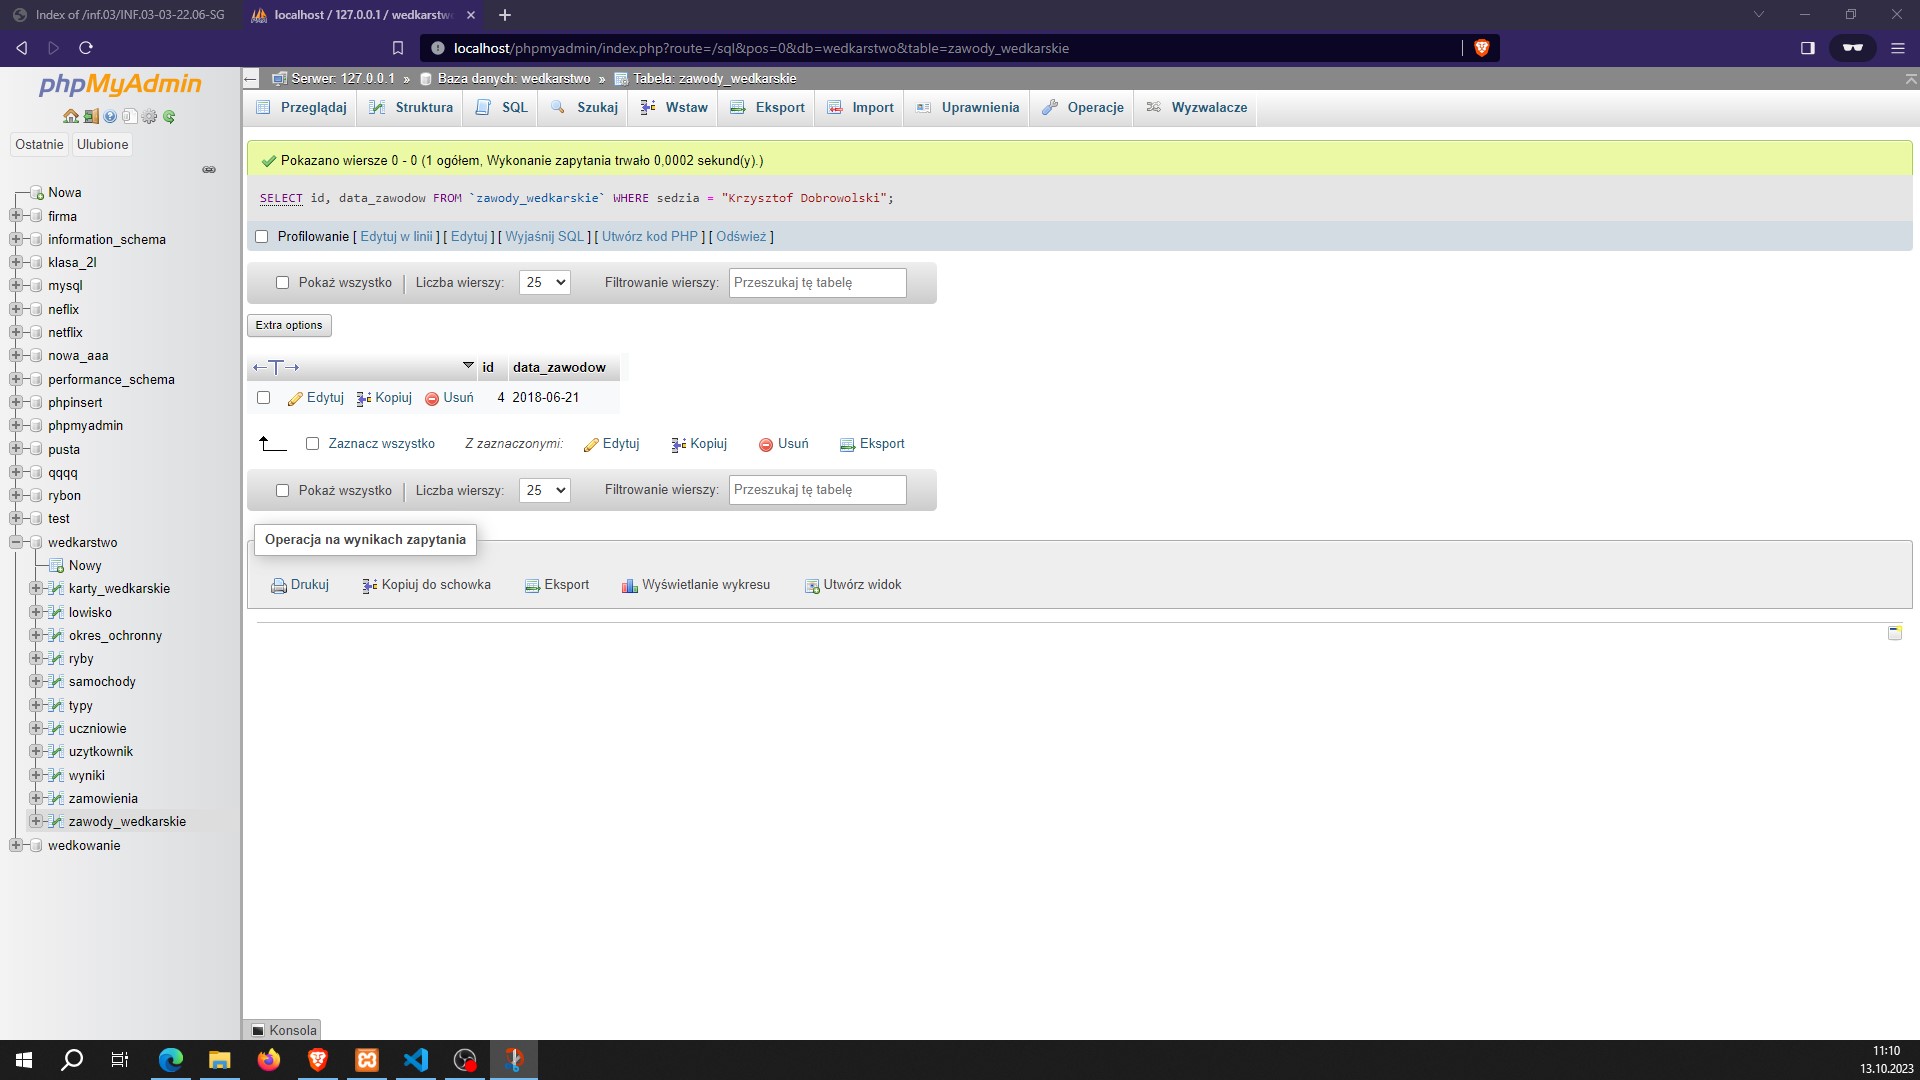 Index of /inf.03/INF.03-03-22.06-SG
localhost / 127.0.0.1 / wedkarstwo
localhost/phpmyadmin/index.php?route=/sql&pos=0&db=wedkarstwo&table=zawody_wedkarskie
phpMyAdmin
Ostatnie Ulubione
Nowa
firma
information_schema
klasa_2l
mysql
neflix
netflix
nowa_aaa
performance_schema
phpinsert
phpmyadmin
pusta
qqqq
rybon
test
wedkarstwo
Nowy
karty_wedkarskie
lowisko
okres_ochronny
ryby
samochody
typy
uczniowie
uzytkownik
wyniki
zamowienia
zawody_wedkarskie
wedkowanie
Serwer: 127.0.0.1 » Baza danych: wedkarstwo » Tabela: zawody_wedkarskie
Przeglądaj Struktura SQL Szukaj Wstaw Eksport Import Uprawnienia Operacje Wyzwalacze
Pokazano wiersze 0 - 0 (1 ogółem, Wykonanie zapytania trwało 0,0002 sekund(y).)
SELECT id, data_zawodow FROM `zawody_wedkarskie` WHERE sedzia = "Krzysztof Dobrowolski";
Profilowanie [ Edytuj w linii ] [ Edytuj ] [ Wyjaśnij SQL ] [ Utwórz kod PHP ] [ Odśwież ]
Pokaż wszystko | Liczba wierszy: 25 Filtrowanie wierszy: Przeszukaj tę tabelę
Extra options
←T→ id data_zawodow
Edytuj Kopiuj Usuń 4 2018-06-21
Zaznacz wszystko Z zaznaczonymi: Edytuj Kopiuj Usuń Eksport
Pokaż wszystko | Liczba wierszy: 25 Filtrowanie wierszy: Przeszukaj tę tabelę
Operacja na wynikach zapytania
Drukuj Kopiuj do schowka Eksport Wyświetlanie wykresu Utwórz widok
Konsola
11:10
13.10.2023